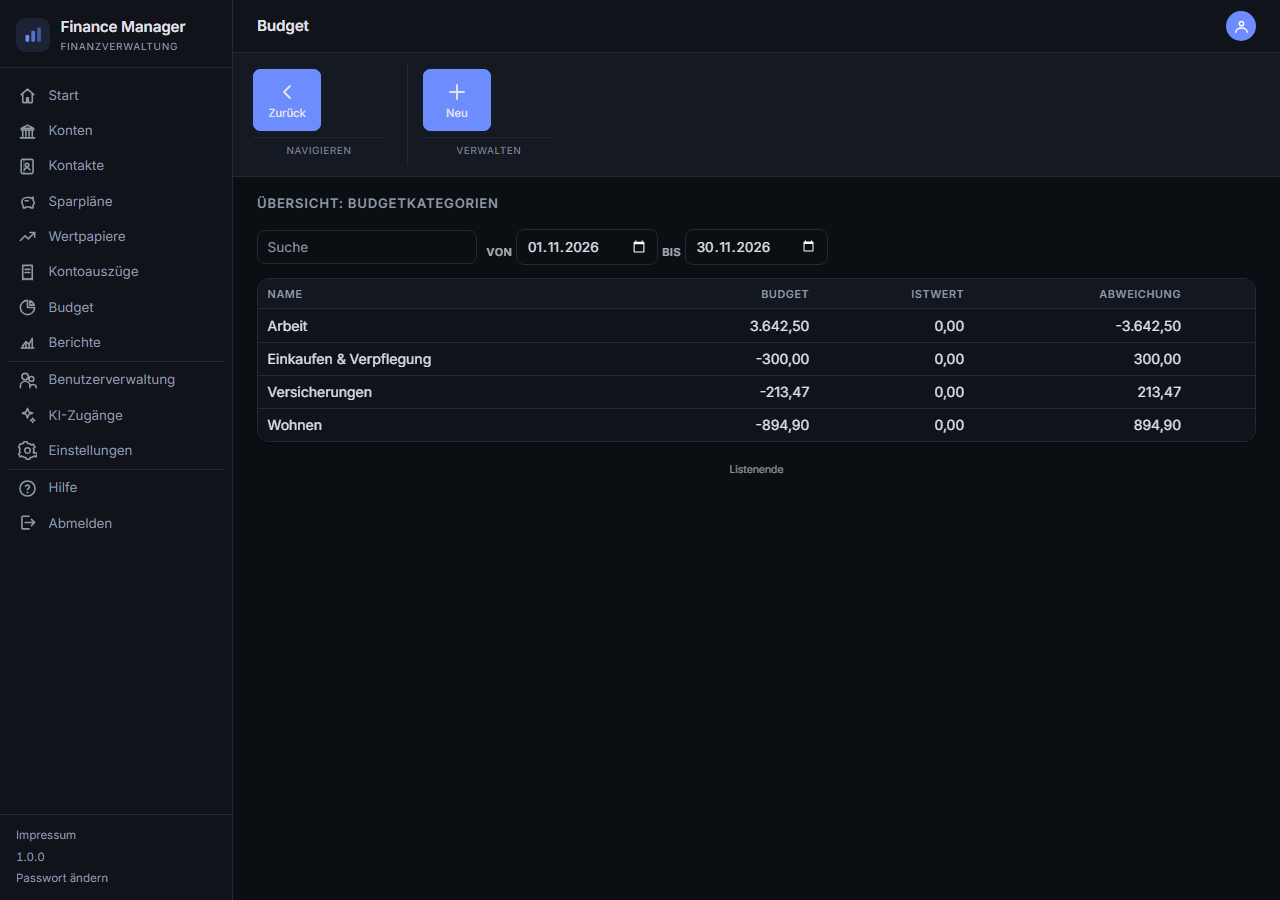 Finance Manager
FINANZVERWALTUNG
Start
Konten
Kontakte
Sparpläne
Wertpapiere
Kontoauszüge
Budget
Berichte
Benutzerverwaltung
KI-Zugänge
Einstellungen
Hilfe
Abmelden
Impressum
1.0.0
Passwort ändern
Budget
Zurück
Neu
NAVIGIEREN
VERWALTEN
ÜBERSICHT: BUDGETKATEGORIEN
Suche VON 01.11.2026 BIS 30.11.2026
NAME BUDGET ISTWERT ABWEICHUNG
Arbeit 3.642,50 0,00 -3.642,50
Einkaufen & Verpflegung -300,00 0,00 300,00
Versicherungen -213,47 0,00 213,47
Wohnen -894,90 0,00 894,90
Listenende